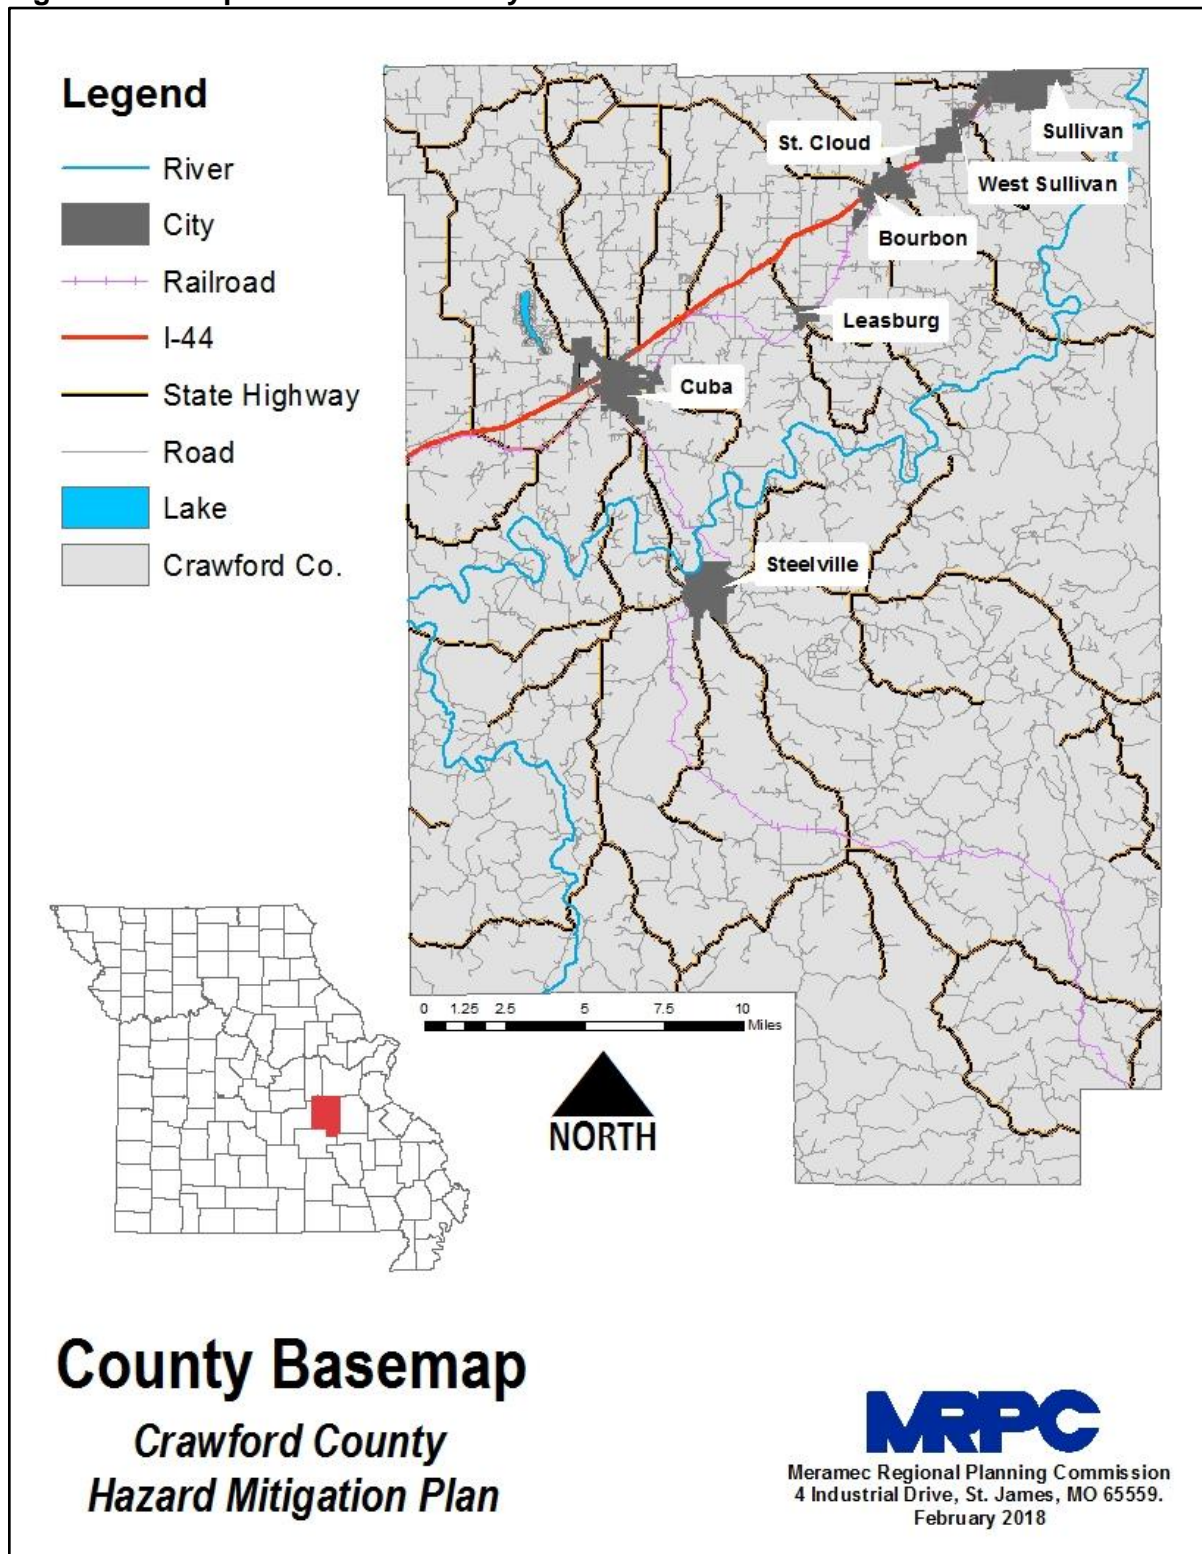 Legend
River
City
Railroad
I-44
State Highway
Road
Lake
Crawford Co.
Sullivan
St. Cloud
West Sullivan
Bourbon
Leasburg
Cuba
Steelville
0 1.25 2.5 5 7.5 10
Miles
NORTH
County Basemap
Crawford County
Hazard Mitigation Plan
MRPC
Meramec Regional Planning Commission
4 Industrial Drive, St. James, MO 65559.
February 2018